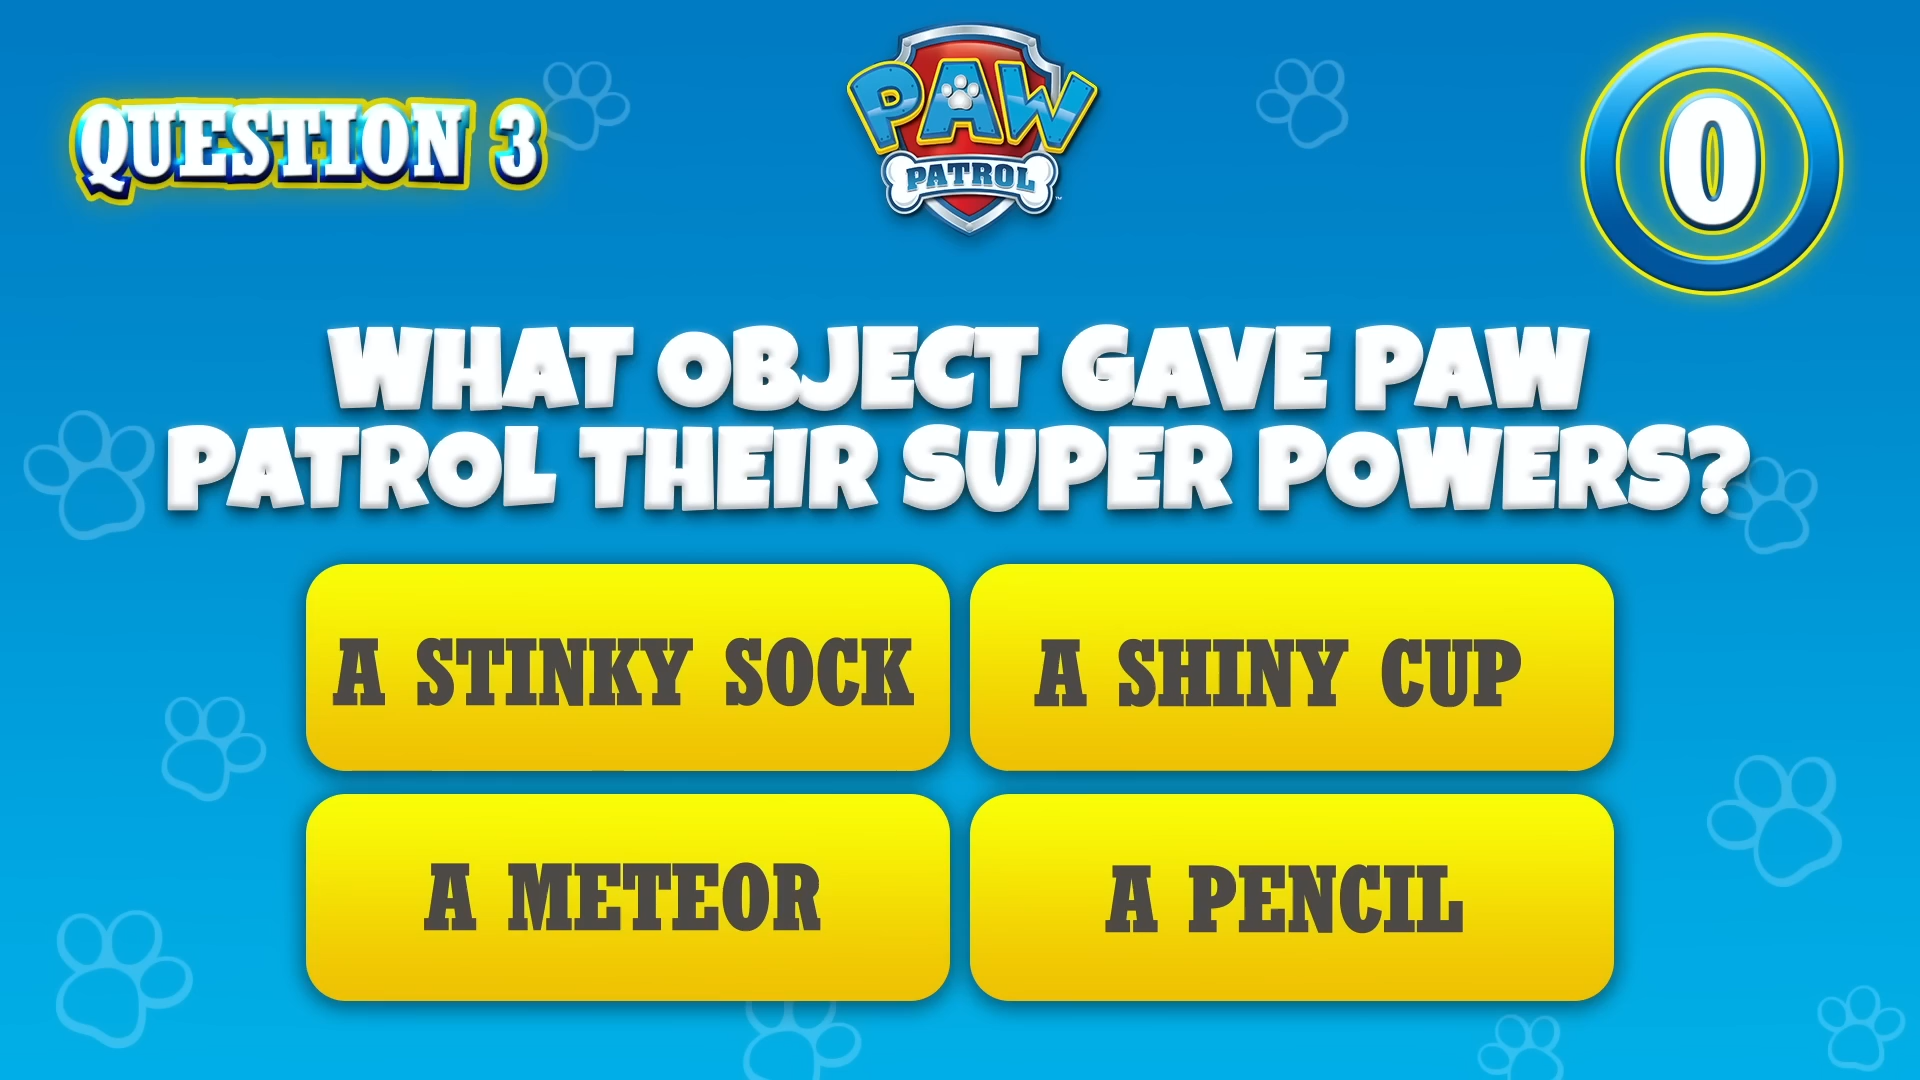 QUESTION 3
PAW
PATROL
0
WHAT OBJECT GAVE PAW
PATROL THEIR SUPER POWERS?
A STINKY SOCK
A SHINY CUP
A METEOR
A PENCIL